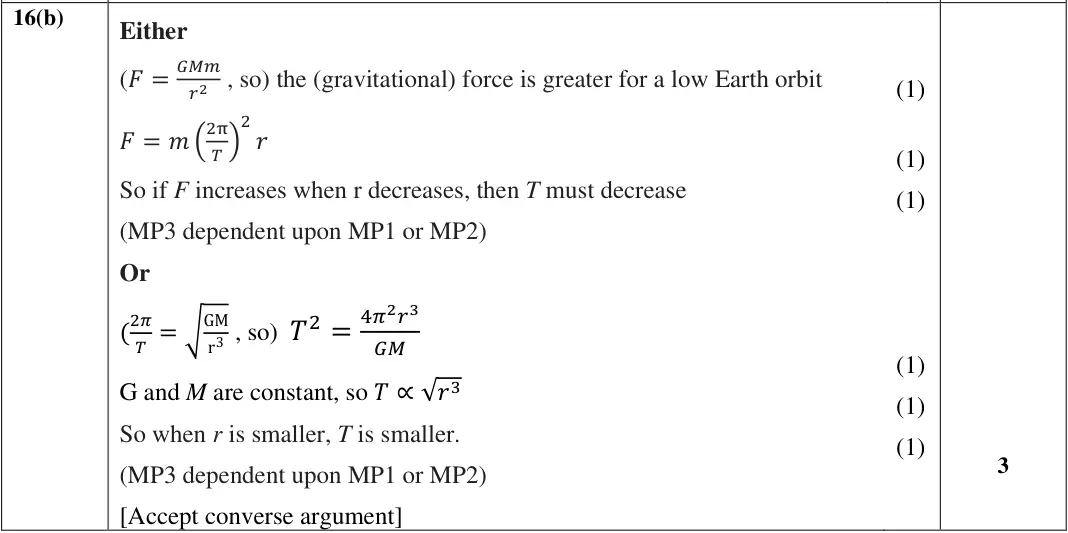 16(b)
Either
(F = GMm/r², so) the (gravitational) force is greater for a low Earth orbit (1)
F = m(2π/T)² r (1)
So if F increases when r decreases, then T must decrease (1)
(MP3 dependent upon MP1 or MP2)
Or
(2π/T = √(GM/r³), so) T² = 4π²r³/GM (1)
G and M are constant, so T ∝ √r³ (1)
So when r is smaller, T is smaller. (1)
(MP3 dependent upon MP1 or MP2)
3
[Accept converse argument]